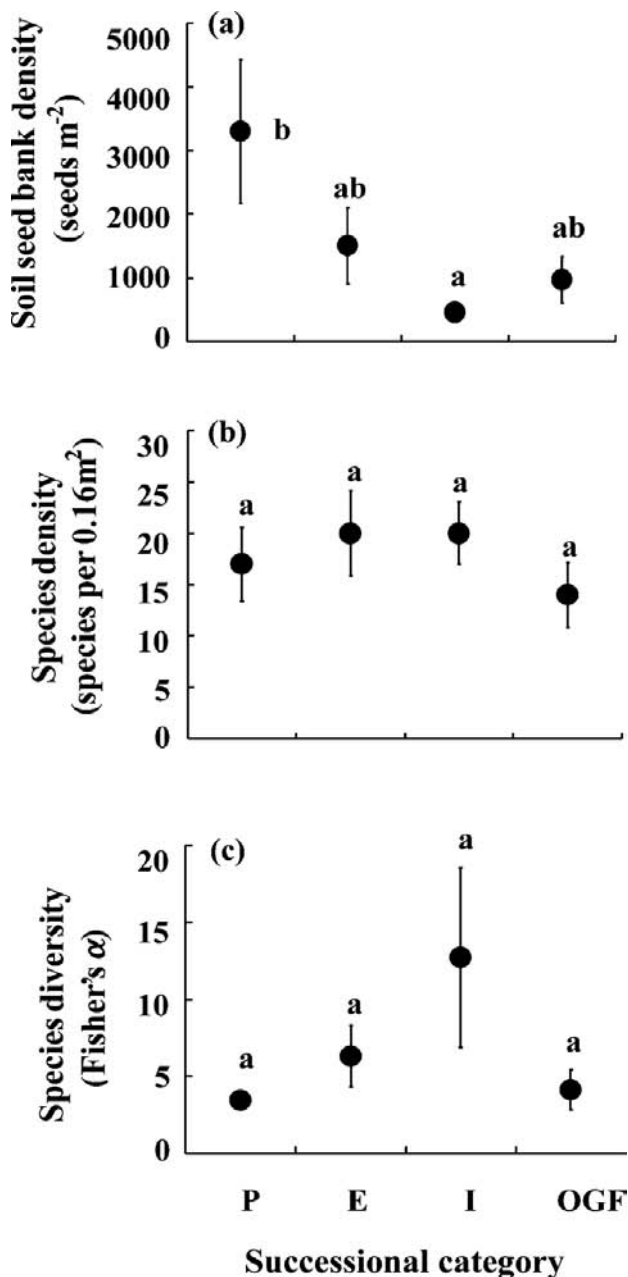 (a)
Soil seed bank density
(seeds m⁻²)
5000
4000
3000
2000
1000
0
b
ab
a
ab
(b)
Species density
(species per 0.16m²)
30
25
20
15
10
5
0
a
a
a
a
(c)
Species diversity
(Fisher's α)
20
15
10
5
0
a
a
a
a
P E I OGF
Successional category